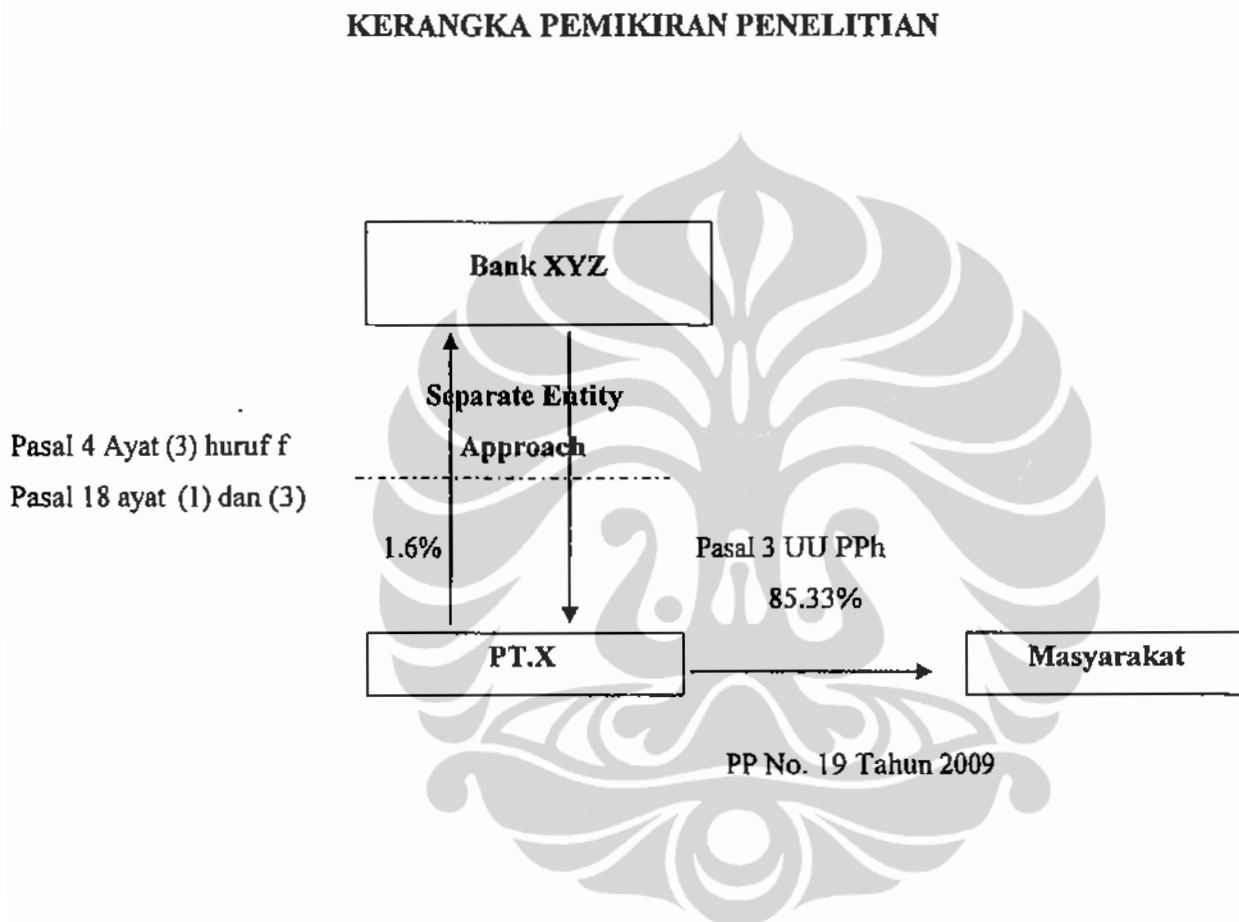 KERANGKA PEMIKIRAN PENELITIAN
Bank XYZ
Separate Entity
Approach
Pasal 4 Ayat (3) huruf f
Pasal 18 ayat (1) dan (3)
1.6%
Pasal 3 UU PPh
85.33%
PT.X
Masyarakat
PP No. 19 Tahun 2009